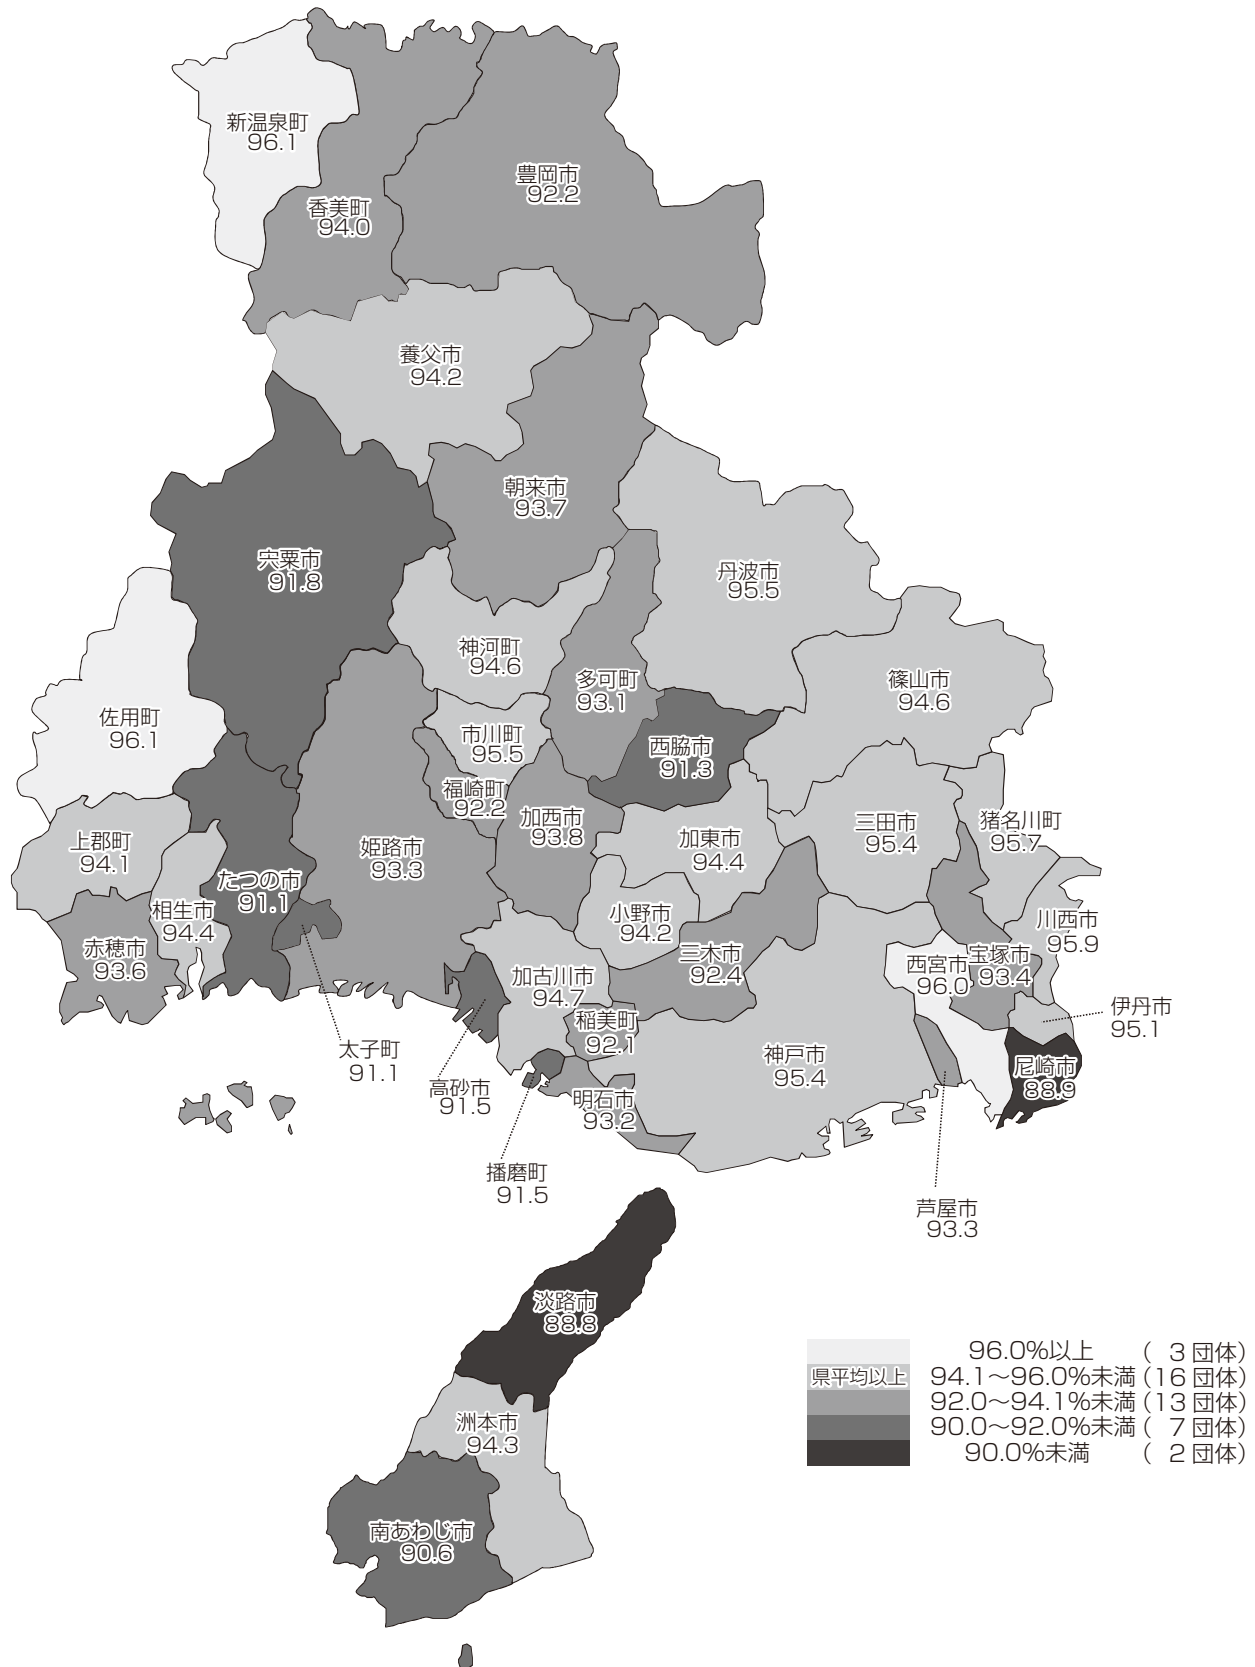 新温泉町
96.1
豊岡市
92.2
香美町
94.0
養父市
94.2
朝来市
93.7
宍粟市
91.8
丹波市
95.5
神河町
94.6
多可町
93.1
篠山市
94.6
佐用町
96.1
市川町
95.5
西脇市
91.3
福崎町
92.2
加西市
93.8
加東市
94.4
三田市
95.4
猪名川町
95.7
上郡町
94.1
姫路市
93.3
たつの市
91.1
相生市
94.4
小野市
94.2
川西市
95.9
赤穂市
93.6
三木市
92.4
西宮市
96.0
宝塚市
93.4
加古川市
94.7
伊丹市
95.1
稲美町
92.1
太子町
91.1
神戸市
95.4
尼崎市
88.9
高砂市
91.5
明石市
93.2
播磨町
91.5
芦屋市
93.3
淡路市
88.8
洲本市
94.3
南あわじ市
90.6
96.0%以上 （ 3団体）
県平均以上 94.1～96.0%未満（16団体）
92.0～94.1%未満（13団体）
90.0～92.0%未満（ 7団体）
90.0%未満 （ 2団体）